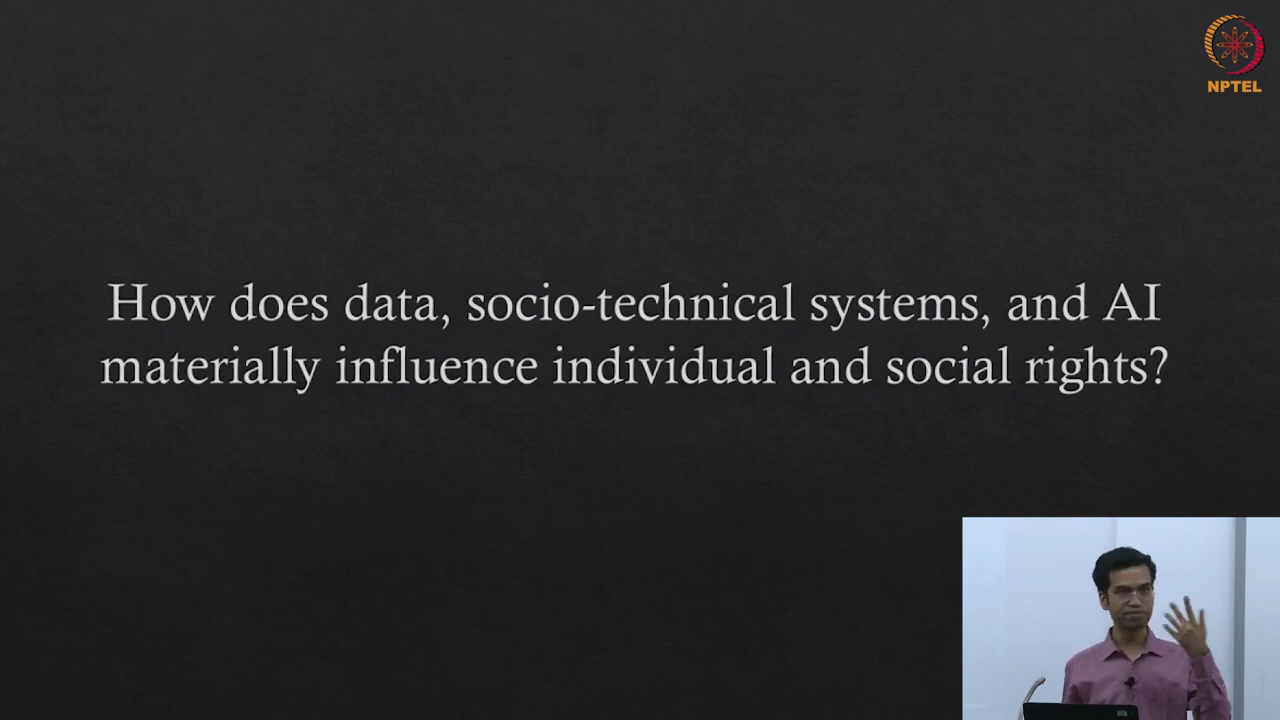 NPTEL
How does data, socio-technical systems, and AI
materially influence individual and social rights?